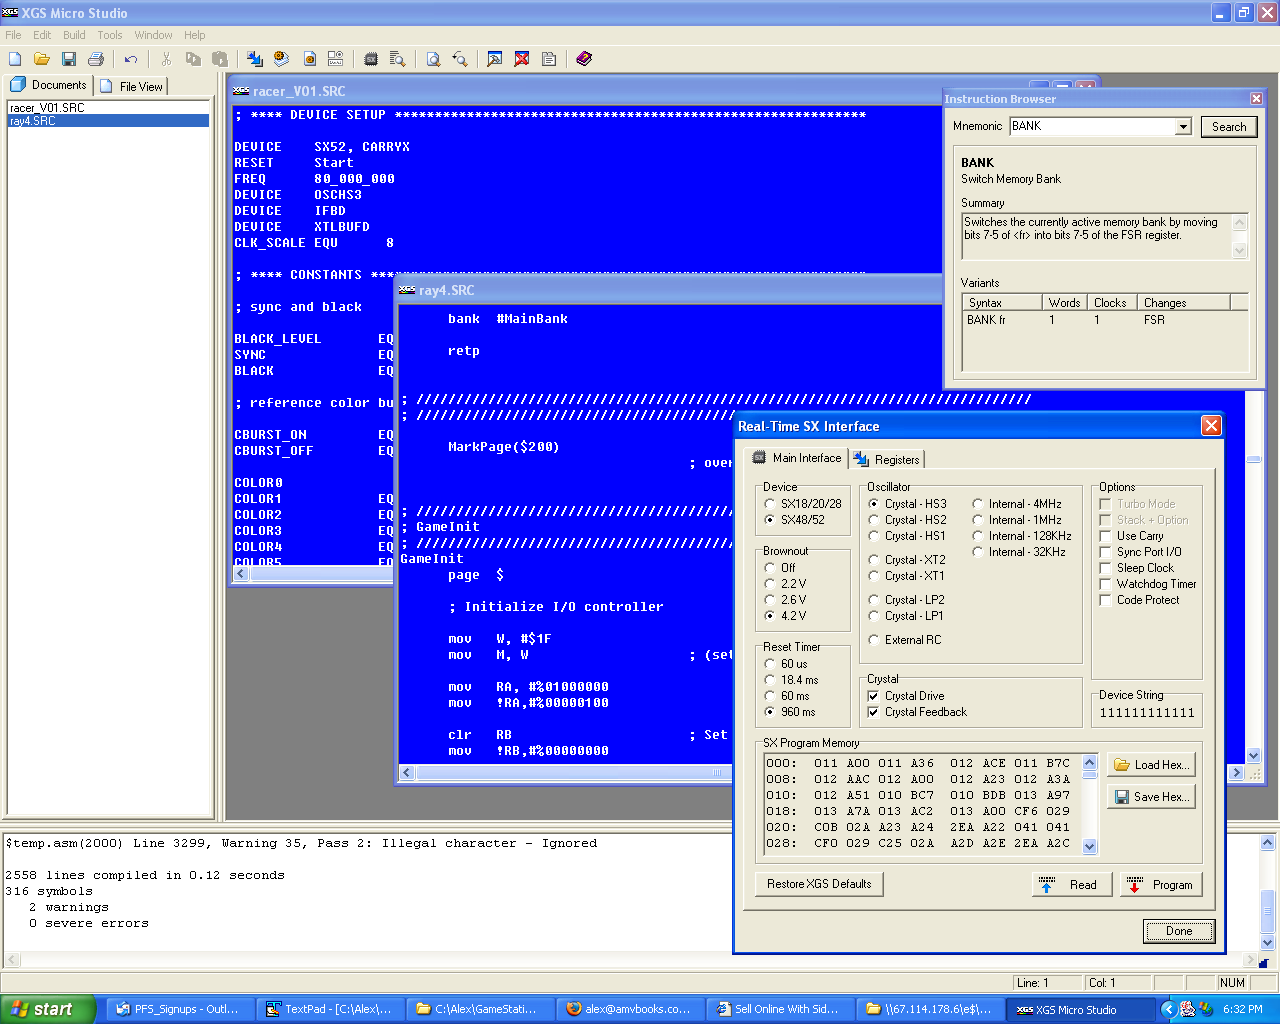 XGS Micro Studio
File Edit Build Tools Window Help
Documents File View
racer_V01.SRC
ray4.SRC
racer_V01.SRC
; **** DEVICE SETUP ***********************************************************
DEVICE SX52, CARRYX
RESET Start
FREQ 80_000_000
DEVICE OSCHS3
DEVICE IFBD
DEVICE XTLBUFD
CLK_SCALE EQU 8
; **** CONSTANTS **************************************************************
; sync and black
BLACK_LEVEL EQ
SYNC EQ
BLACK EQ
; reference color bu
CBURST_ON EQ
CBURST_OFF EQ
COLOR0
COLOR1 EQ
COLOR2 EQ
COLOR3 EQ
COLOR4 EQ
COLOR5 EQ
ray4.SRC
bank #MainBank
retp
; /////////////////////////////////////////////////////////////////////////////
; ////////////////////////////////////////
MarkPage($200)
; over
; ////////////////////////////////////////
; GameInit
; ////////////////////////////////////////
GameInit
page $
; Initialize I/O controller
mov W, #$1F
mov M, W ; (set
mov RA, #%01000000
mov !RA,#%00000100
clr RB ; Set
mov !RB,#%00000000
Instruction Browser
Mnemonic BANK Search
BANK
Switch Memory Bank
Summary
Switches the currently active memory bank by moving
bits 7-5 of <fr> into bits 7-5 of the FSR register.
Variants
Syntax Words Clocks Changes
BANK fr 1 1 FSR
Real-Time SX Interface
Main Interface Registers
Device
SX18/20/28
SX48/52
Brownout
Off
2.2 V
2.6 V
4.2 V
Reset Timer
60 us
18.4 ms
60 ms
960 ms
Oscillator
Crystal - HS3 Internal - 4MHz
Crystal - HS2 Internal - 1MHz
Crystal - HS1 Internal - 128KHz
Internal - 32KHz
Crystal - XT2
Crystal - XT1
Crystal - LP2
Crystal - LP1
External RC
Crystal
Crystal Drive
Crystal Feedback
Options
Turbo Mode
Stack + Option
Use Carry
Sync Port I/O
Sleep Clock
Watchdog Timer
Code Protect
Device String
111111111111
SX Program Memory
000: 011 A00 011 A36 012 ACE 011 B7C
008: 012 AAC 012 A00 012 A23 012 A3A
010: 012 A51 010 BC7 010 BDB 013 A97
018: 013 A7A 013 AC2 013 A00 CF6 029
020: C0B 02A A23 A24 2EA A22 041 041
028: CF0 029 C25 02A A2D A2E 2EA A2C
Load Hex...
Save Hex...
Restore XGS Defaults Read Program
Done
$temp.asm(2000) Line 3299, Warning 35, Pass 2: Illegal character - Ignored
2558 lines compiled in 0.12 seconds
316 symbols
2 warnings
0 severe errors
Line: 1 Col: 1 NUM
start PFS_Signups - Outl... TextPad - [C:\Alex\... C:\Alex\GameStati... alex@amvbooks.co... Sell Online With Sid... \\67.114.178.6\e$\... XGS Micro Studio 6:32 PM